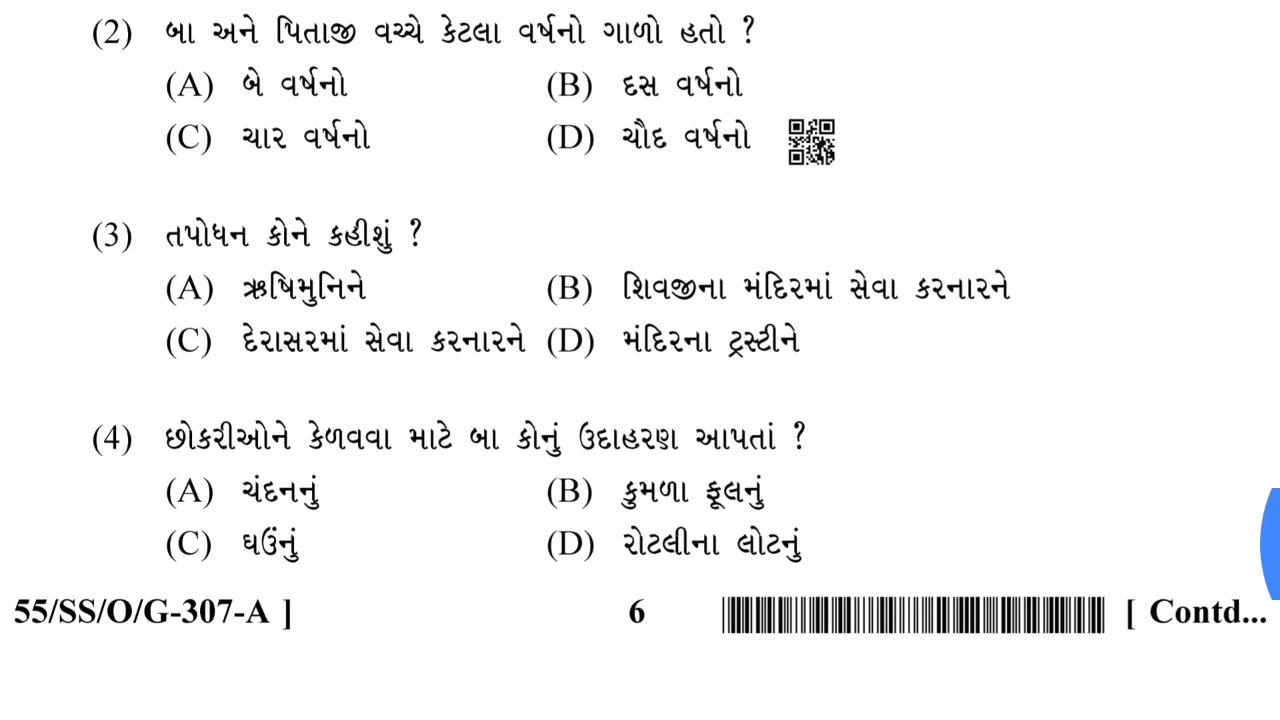 (2) બા અને પિતાજી વચ્ચે કેટલા વર્ષનો ગાળો હતો ?
(A) બે વર્ષનો (B) દસ વર્ષનો
(C) ચાર વર્ષનો (D) ચૌદ વર્ષનો
(3) તપોધન કોને કહીશું ?
(A) ઋષિમુનિને (B) શિવજીના મંદિરમાં સેવા કરનારને
(C) દેરાસરમાં સેવા કરનારને (D) મંદિરના ટ્રસ્ટીને
(4) છોકરીઓને કેળવવા માટે બા કોનું ઉદાહરણ આપતાં ?
(A) ચંદનનું (B) કુમળા ફૂલનું
(C) ઘઉંનું (D) રોટલીના લોટનું
55/SS/O/G-307-A ] 6 [ Contd...